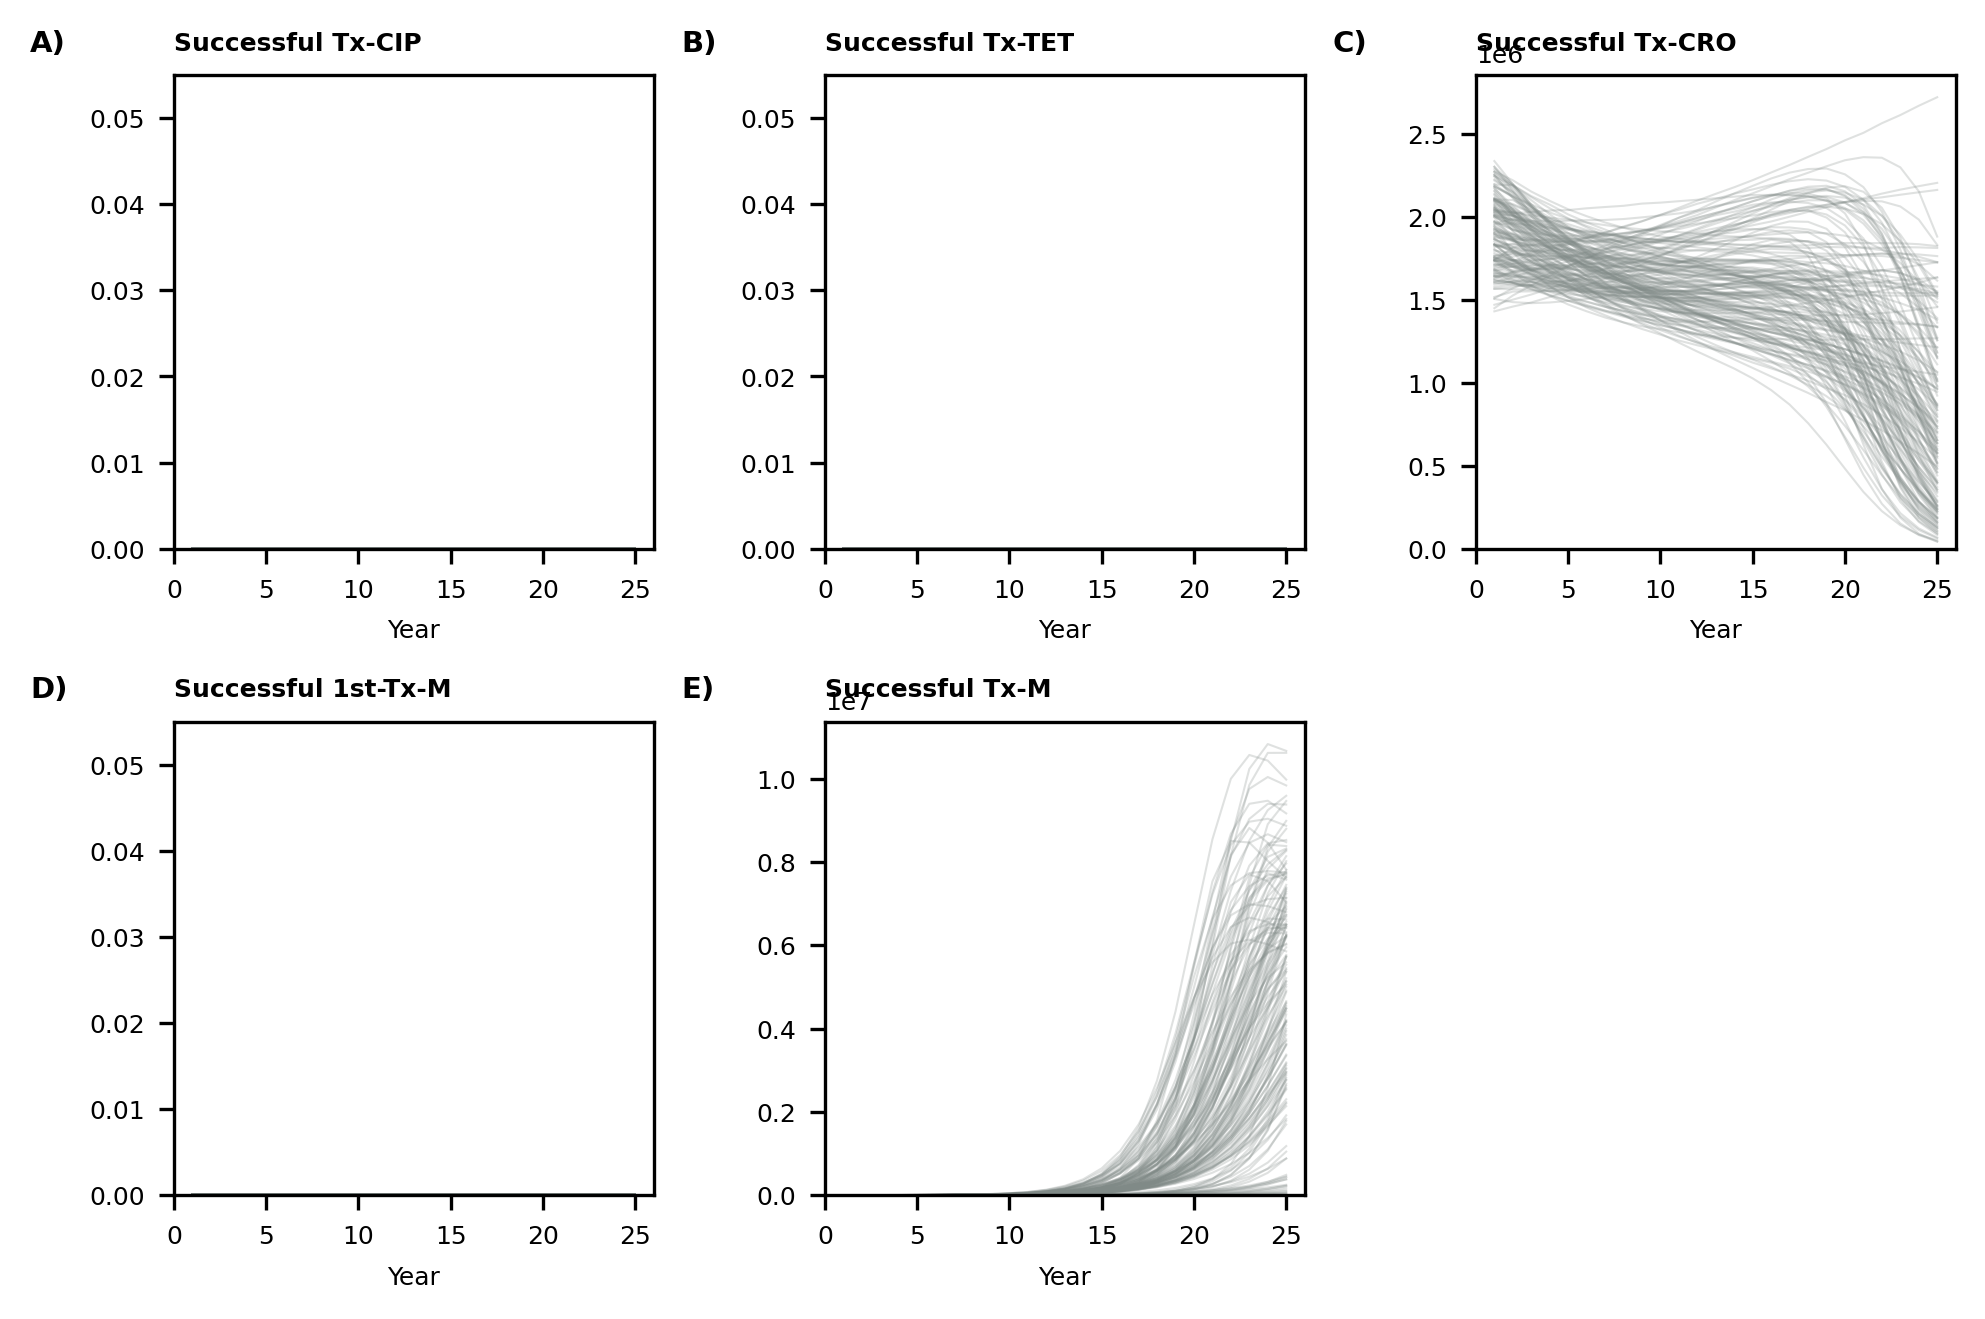 A) Successful Tx-CIP
0.05
0.04
0.03
0.02
0.01
0.00
0 5 10 15 20 25
Year
B) Successful Tx-TET
0.05
0.04
0.03
0.02
0.01
0.00
0 5 10 15 20 25
Year
C) Successful Tx-CRO
1e6
2.5
2.0
1.5
1.0
0.5
0.0
0 5 10 15 20 25
Year
D) Successful 1st-Tx-M
0.05
0.04
0.03
0.02
0.01
0.00
0 5 10 15 20 25
Year
E) Successful Tx-M
1e7
1.0
0.8
0.6
0.4
0.2
0.0
0 5 10 15 20 25
Year